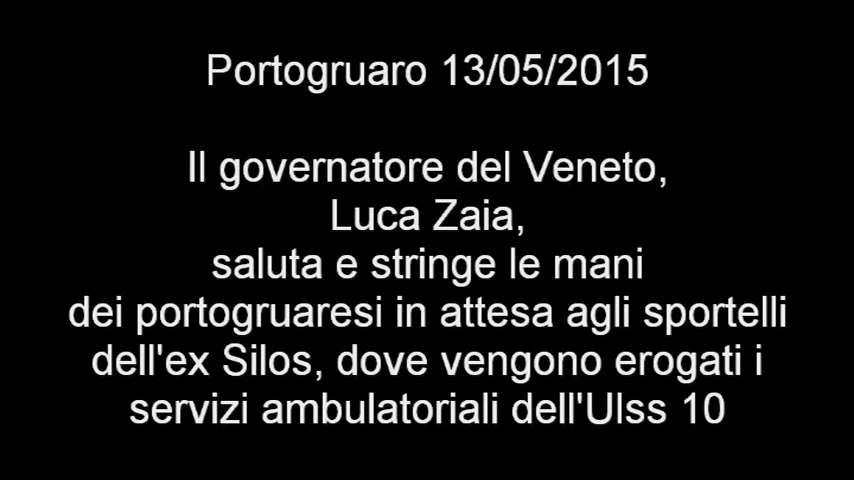 Portogruaro 13/05/2015
Il governatore del Veneto,
Luca Zaia,
saluta e stringe le mani
dei portogruaresi in attesa agli sportelli
dell'ex Silos, dove vengono erogati i
servizi ambulatoriali dell'Ulss 10